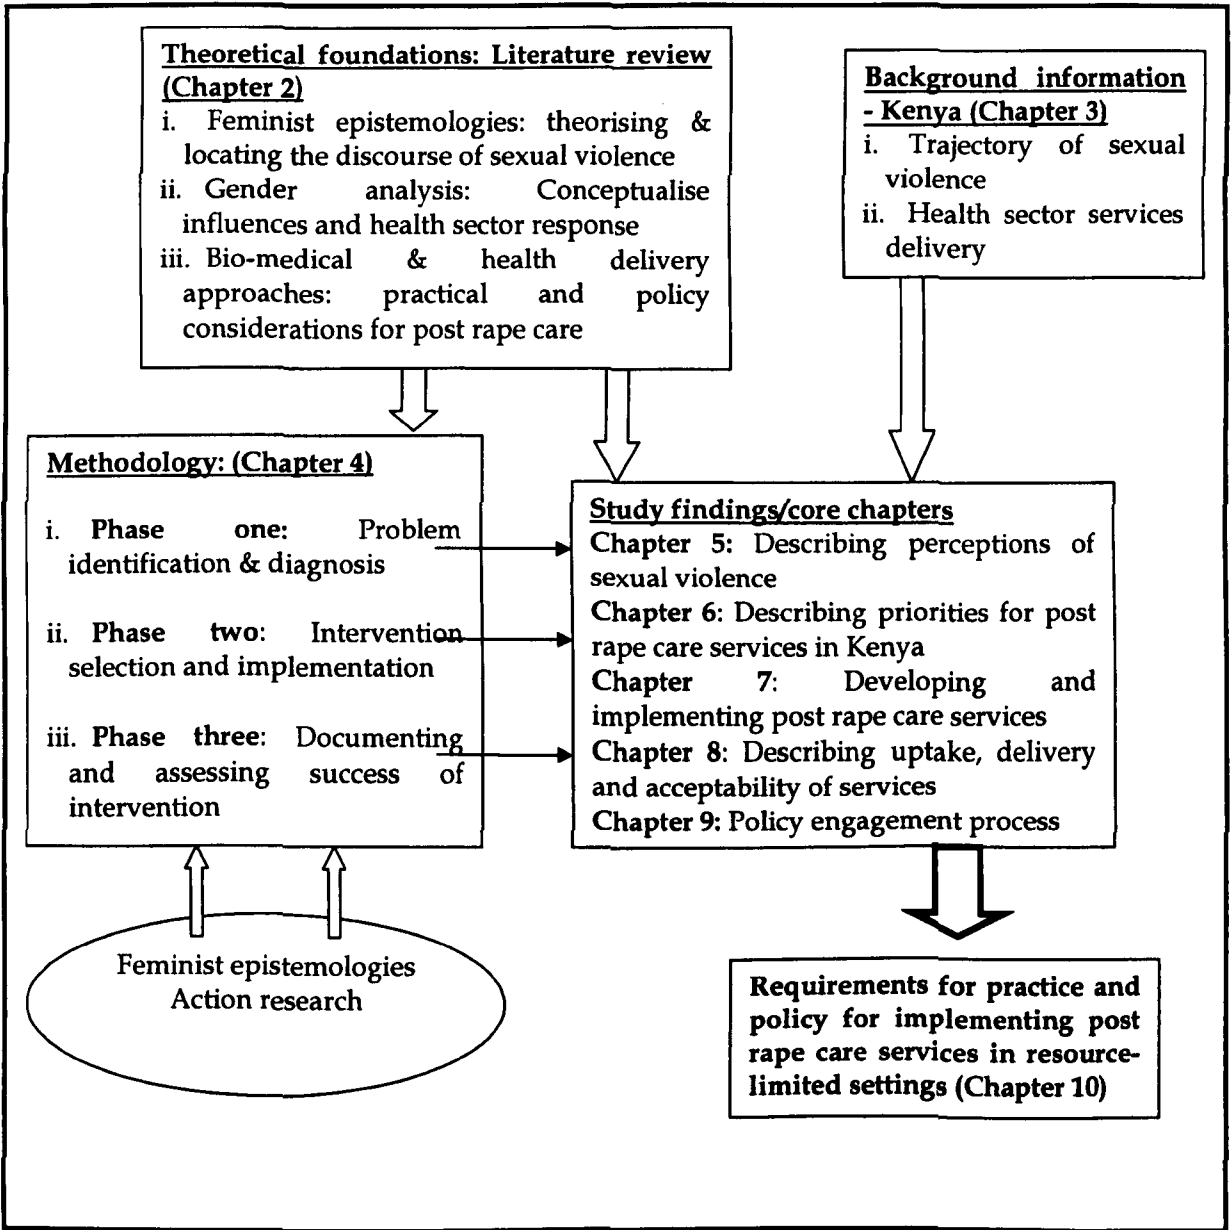 Theoretical foundations: Literature review
(Chapter 2)
i. Feminist epistemologies: theorising &
locating the discourse of sexual violence
ii. Gender analysis: Conceptualise
influences and health sector response
iii. Bio-medical & health delivery
approaches: practical and policy
considerations for post rape care
Background information
- Kenya (Chapter 3)
i. Trajectory of sexual
violence
ii. Health sector services
delivery
Methodology: (Chapter 4)
i. Phase one: Problem
identification & diagnosis
ii. Phase two: Intervention
selection and implementation
iii. Phase three: Documenting
and assessing success of
intervention
Study findings/core chapters
Chapter 5: Describing perceptions of
sexual violence
Chapter 6: Describing priorities for post
rape care services in Kenya
Chapter 7: Developing and
implementing post rape care services
Chapter 8: Describing uptake, delivery
and acceptability of services
Chapter 9: Policy engagement process
Feminist epistemologies
Action research
Requirements for practice and
policy for implementing post
rape care services in resource-
limited settings (Chapter 10)